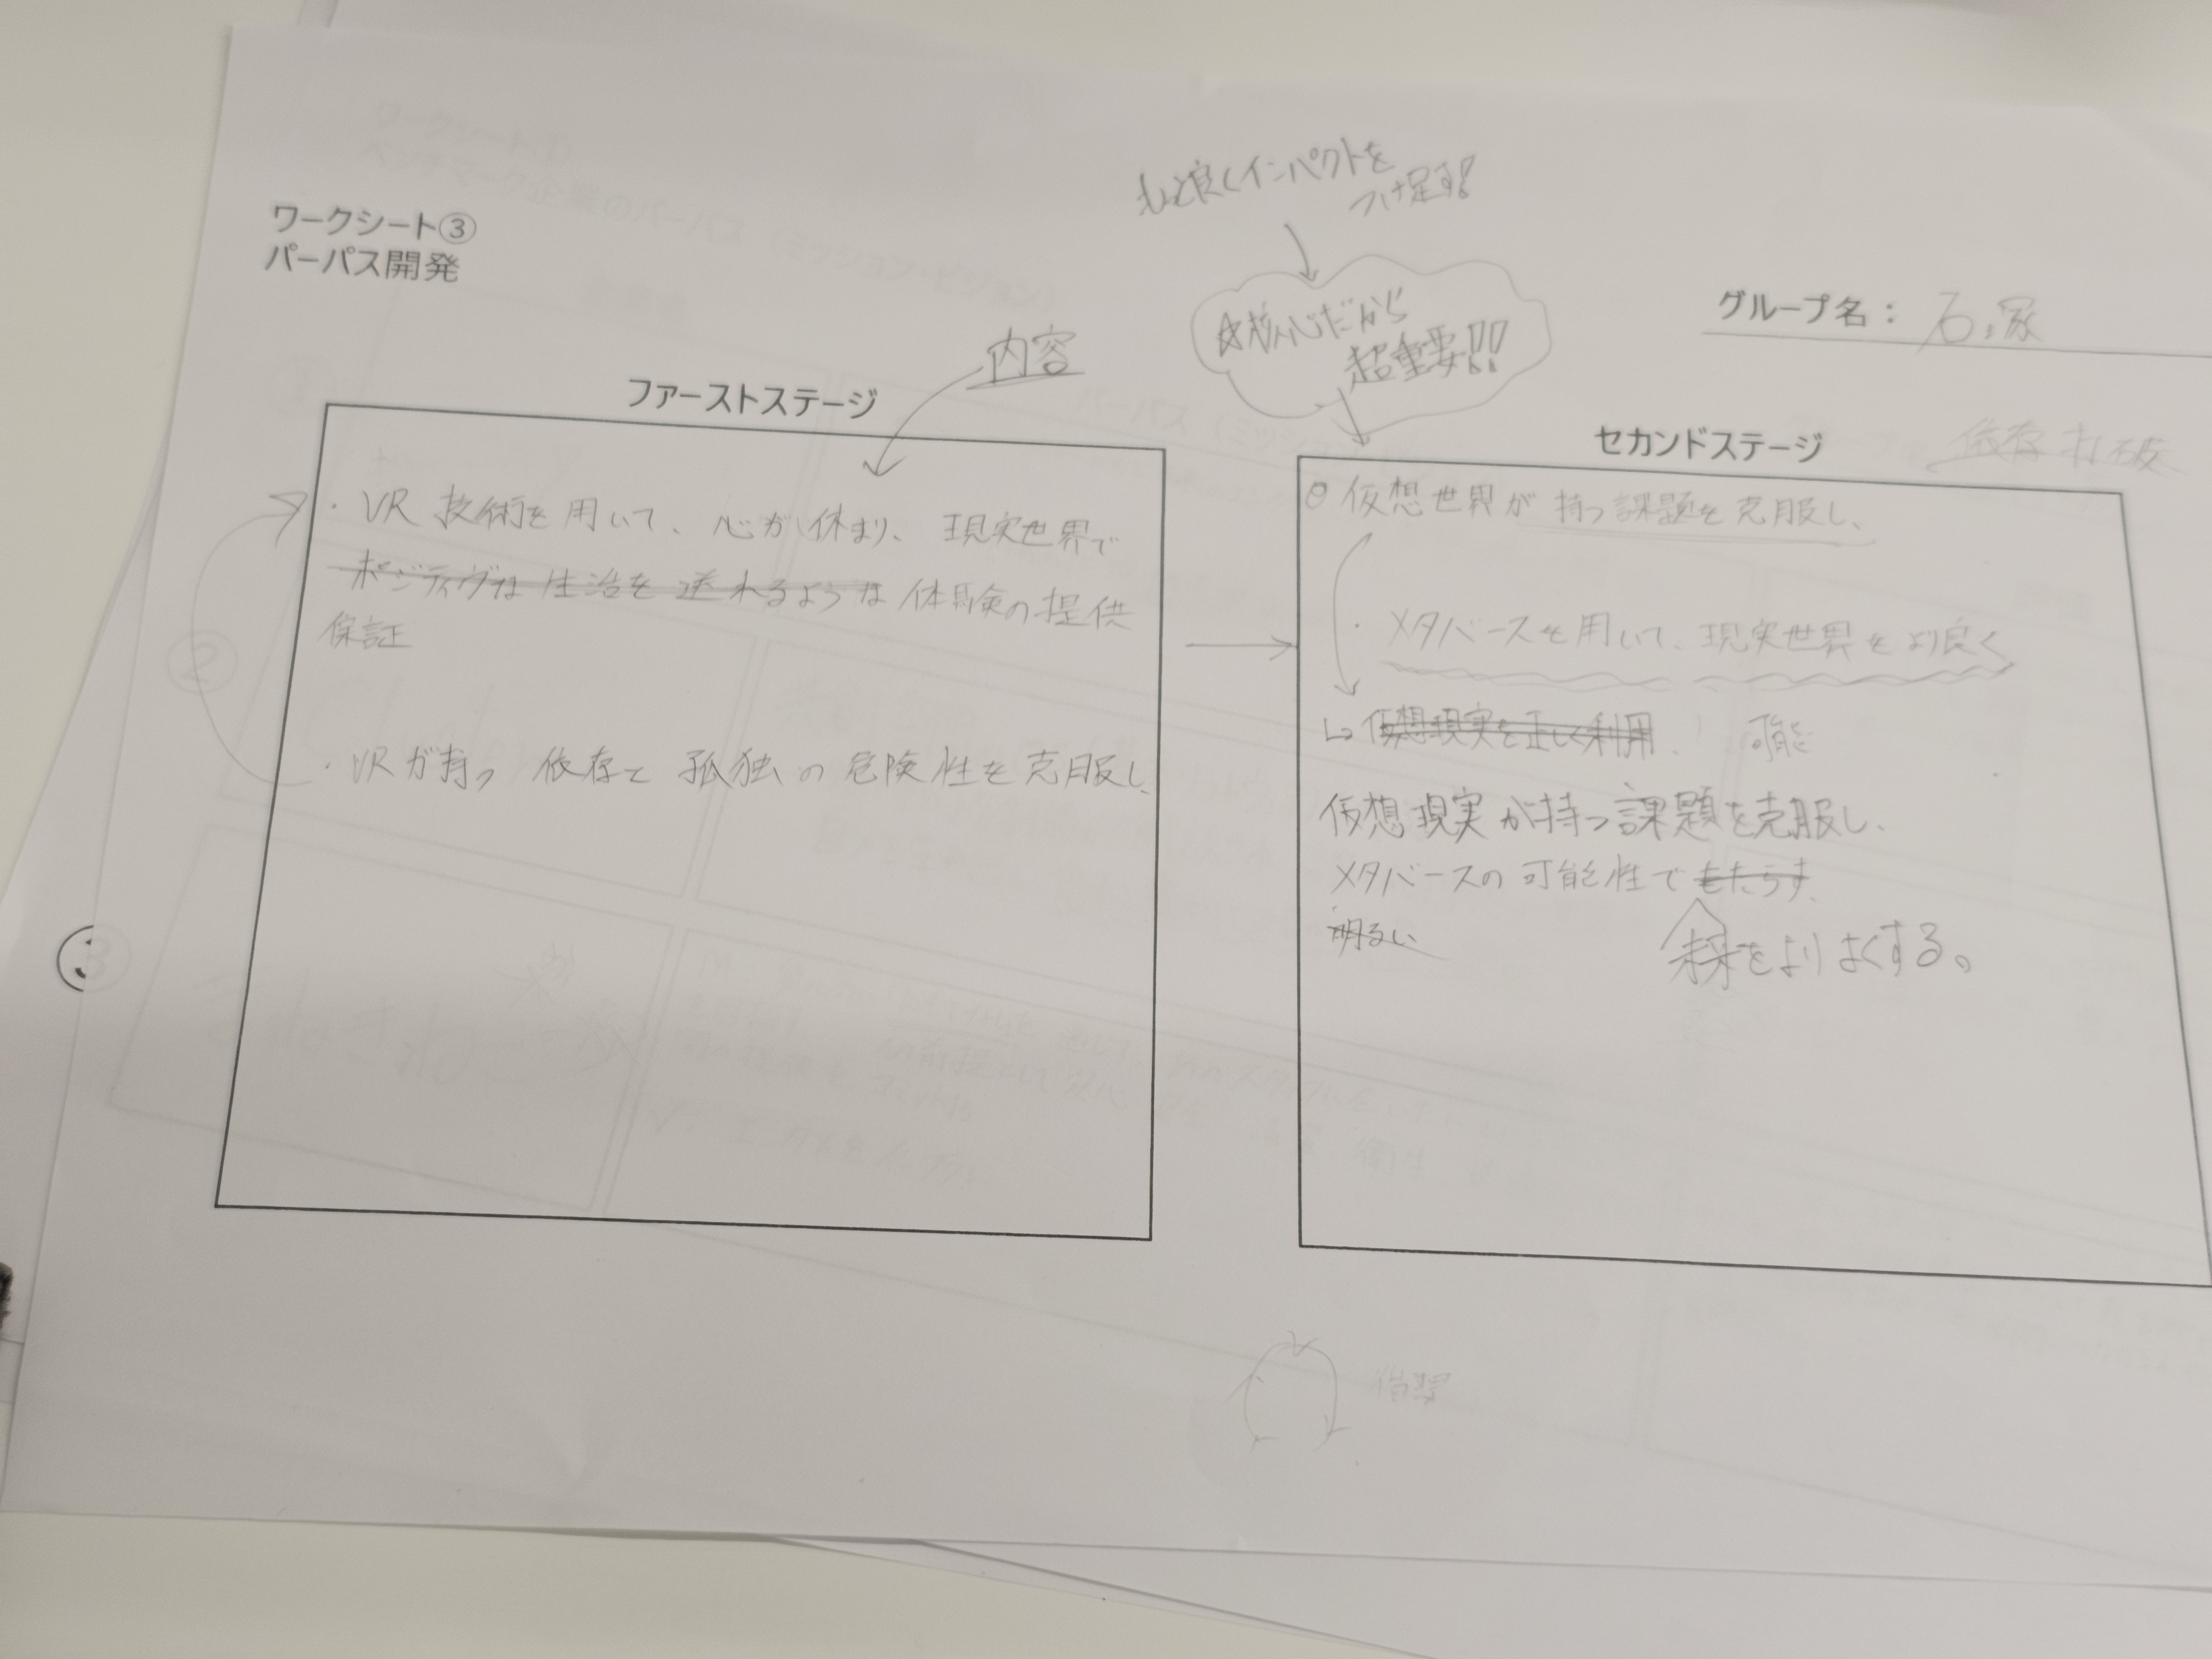 ワークシート③
パーパス開発
もっと良くインパクトを
つけ足す!
☆核心だから
超重要!!
グループ名:
内容
ファーストステージ
・VR技術を用いて、心が休まり、現実世界で
ポジティブな生活を送れるような体験の提供
保証
・VRが持つ依存と孤独の危険性を克服し、
セカンドステージ
依存打破
仮想世界が持つ課題を克服し、
・メタバースを用いて、現実世界をより良く
↳仮想現実を正しく利用. 可能
仮想現実が持つ課題を克服し、
メタバースの可能性でもたらす.
明るい
未来をよりよくする。